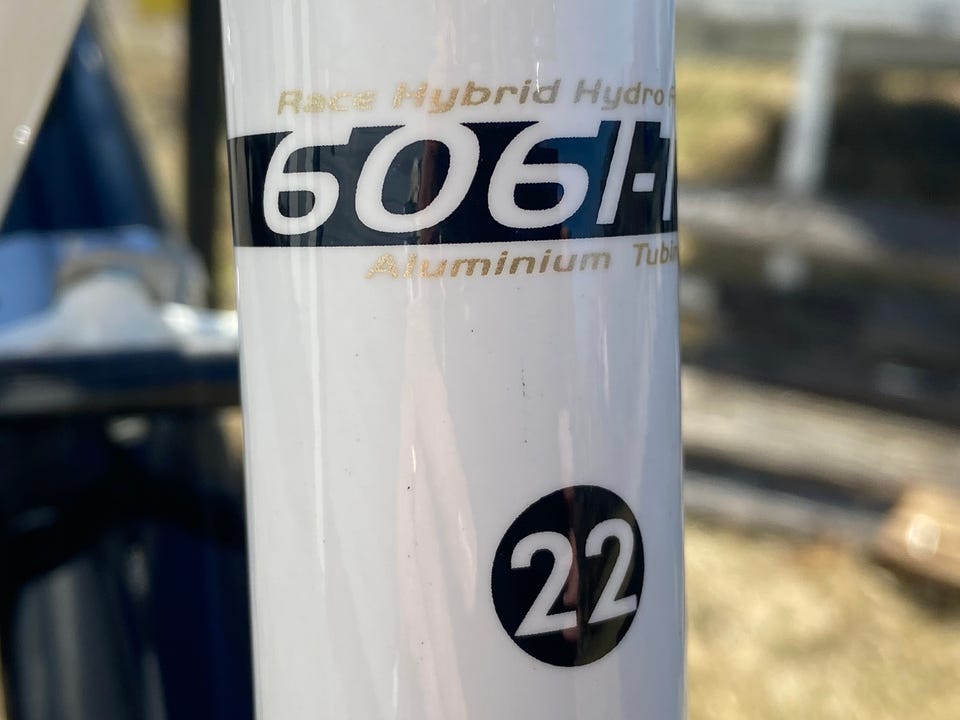 Race Hybrid Hydro
6061-T
Aluminium
22